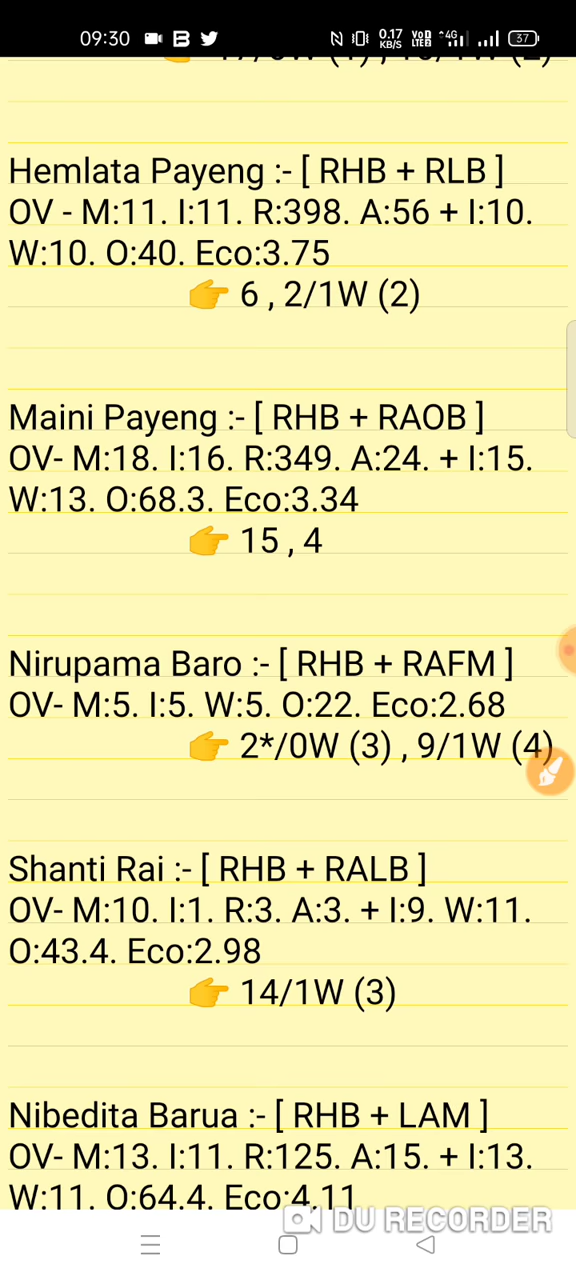 09:30 0.17 KB/S VoD LTE2 4G 37
Hemlata Payeng :- [ RHB + RLB ]
OV - M:11. I:11. R:398. A:56 + I:10.
W:10. O:40. Eco:3.75
👉 6 , 2/1W (2)
Maini Payeng :- [ RHB + RAOB ]
OV- M:18. I:16. R:349. A:24. + I:15.
W:13. O:68.3. Eco:3.34
👉 15 , 4
Nirupama Baro :- [ RHB + RAFM ]
OV- M:5. I:5. W:5. O:22. Eco:2.68
👉 2*/0W (3) , 9/1W (4)
Shanti Rai :- [ RHB + RALB ]
OV- M:10. I:1. R:3. A:3. + I:9. W:11.
O:43.4. Eco:2.98
👉 14/1W (3)
Nibedita Barua :- [ RHB + LAM ]
OV- M:13. I:11. R:125. A:15. + I:13.
W:11. O:64.4. Eco:4.11
DU RECORDER